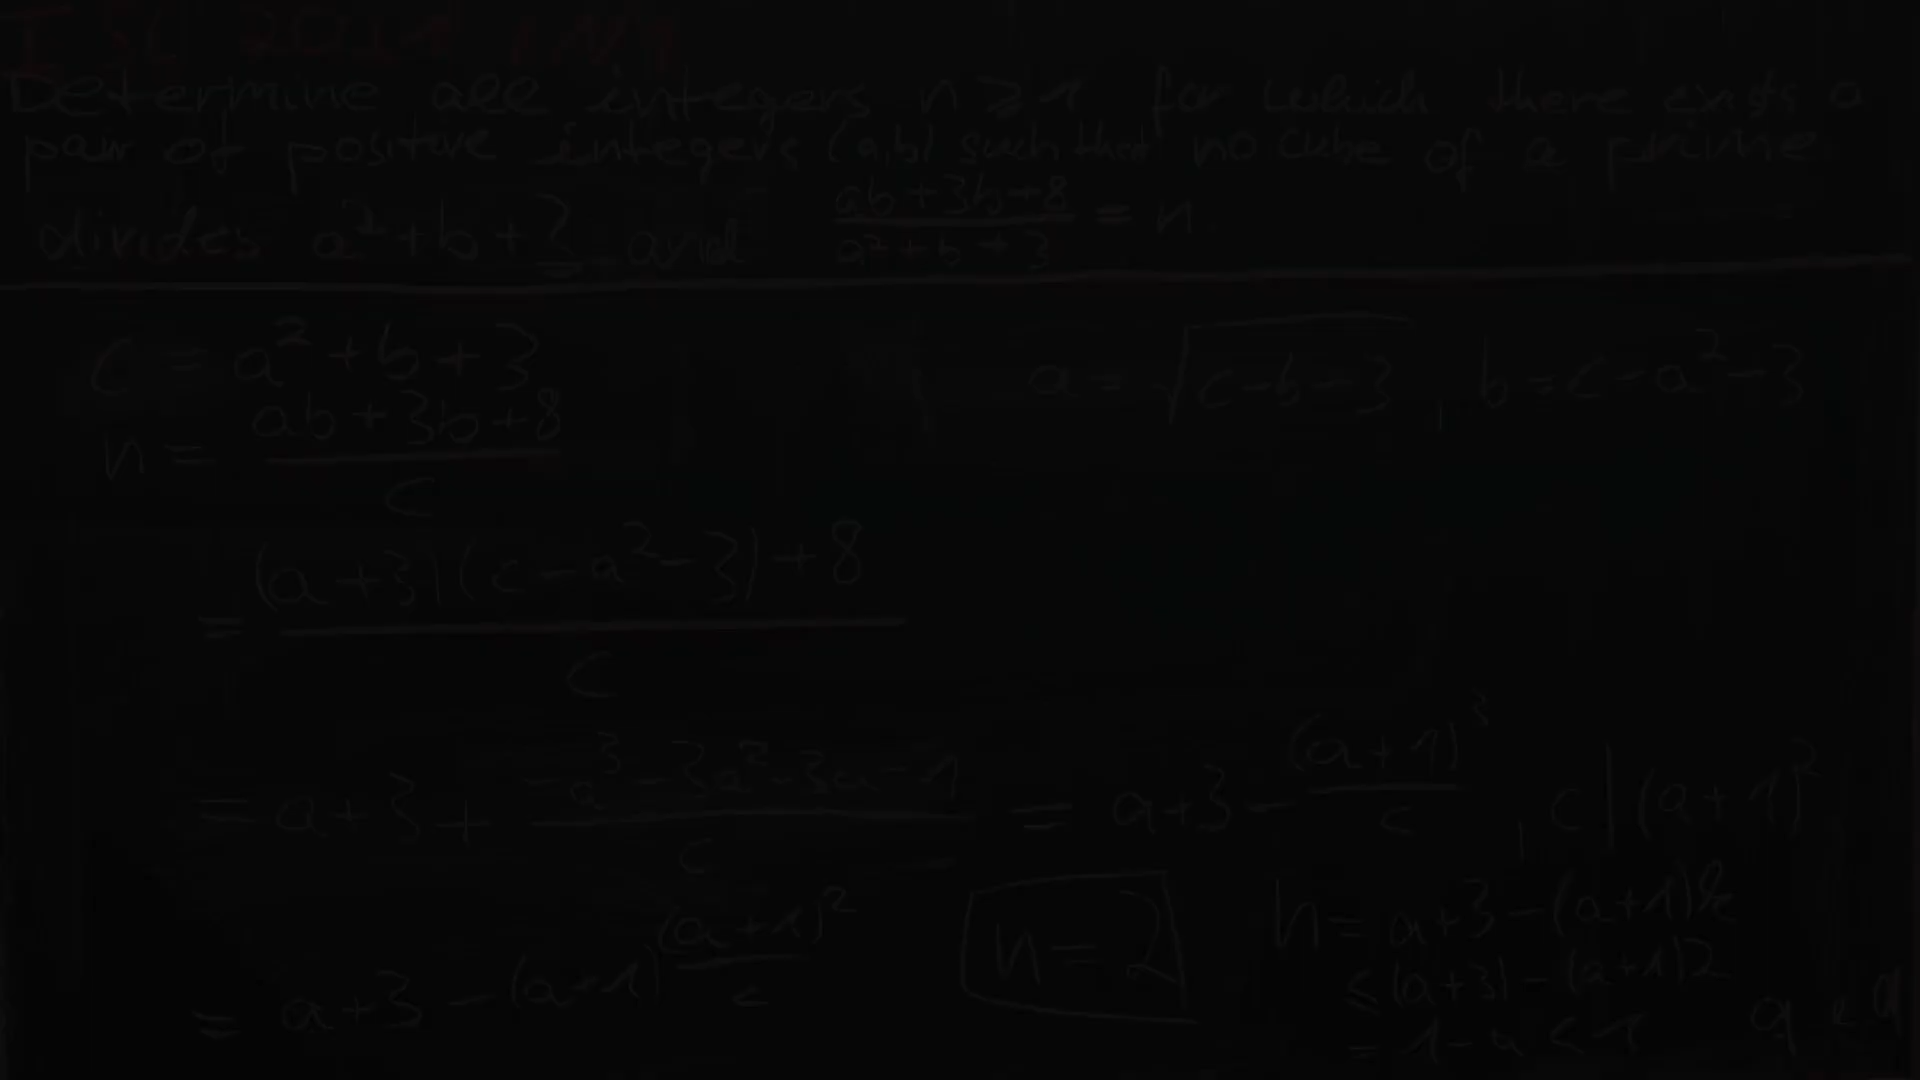 ISL 2021 N1
Determine all integers n ≥ 1 for which there exists a
pair of positive integers (a,b) such that no cube of a prime
divides a² + b + 3 and (ab + 3b + 8)/(a² + b + 3) = n
c = a² + b + 3 a = √(c - b - 3), b = c - a² - 3
n = (ab + 3b + 8)/c
= ((a + 3)(c - a² - 3) + 8)/c
= a + 3 + (-a³ - 3a² - 3a - 1)/c = a + 3 - (a + 1)³/c, c | (a + 1)²
= a + 3 - (a + 1) (a + 1)²/c n = 2 n = a + 3 - (a + 1)k
≤ (a + 3) - (a + 1)2
= 1 - a < 1